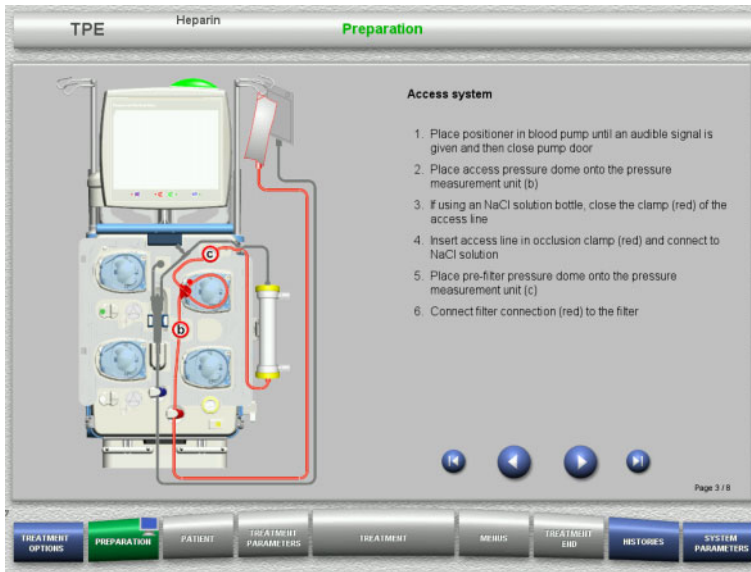 TPE
Heparin
Preparation
Access system
1. Place positioner in blood pump until an audible signal is
given and then close pump door
2. Place access pressure dome onto the pressure
measurement unit (b)
3. If using an NaCl solution bottle, close the clamp (red) of the
access line
4. Insert access line in occlusion clamp (red) and connect to
NaCl solution
5. Place pre-filter pressure dome onto the pressure
measurement unit (c)
6. Connect filter connection (red) to the filter
c
b
Page 3 / 8
7
TREATMENT
OPTIONS
PREPARATION
PATIENT
TREATMENT
PARAMETERS
TREATMENT
MENUS
TREATMENT
END
HISTORIES
SYSTEM
PARAMETERS